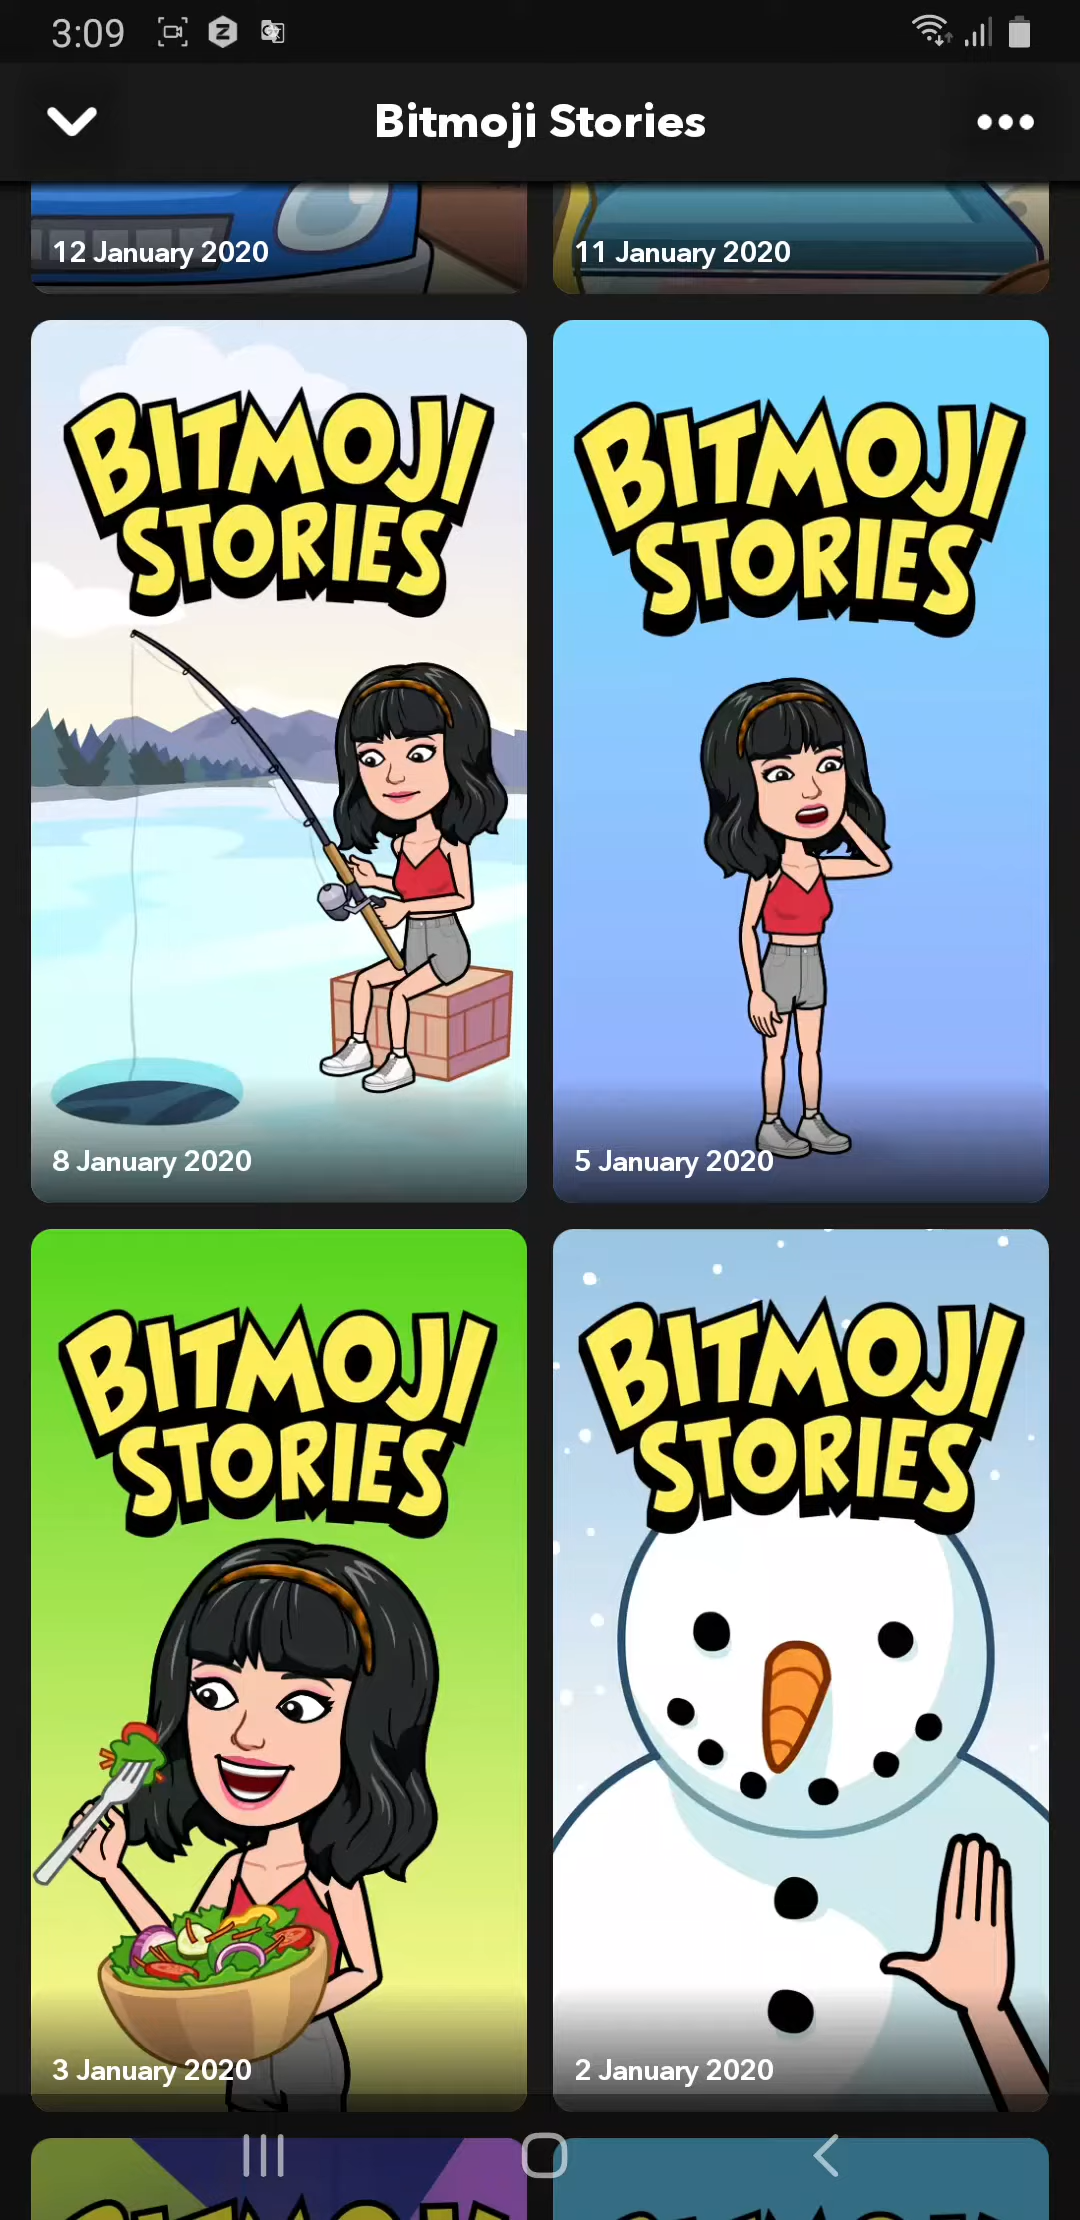 3:09
Bitmoji Stories
12 January 2020
11 January 2020
BITMOJI
STORIES
8 January 2020
BITMOJI
STORIES
5 January 2020
BITMOJI
STORIES
3 January 2020
BITMOJI
STORIES
2 January 2020